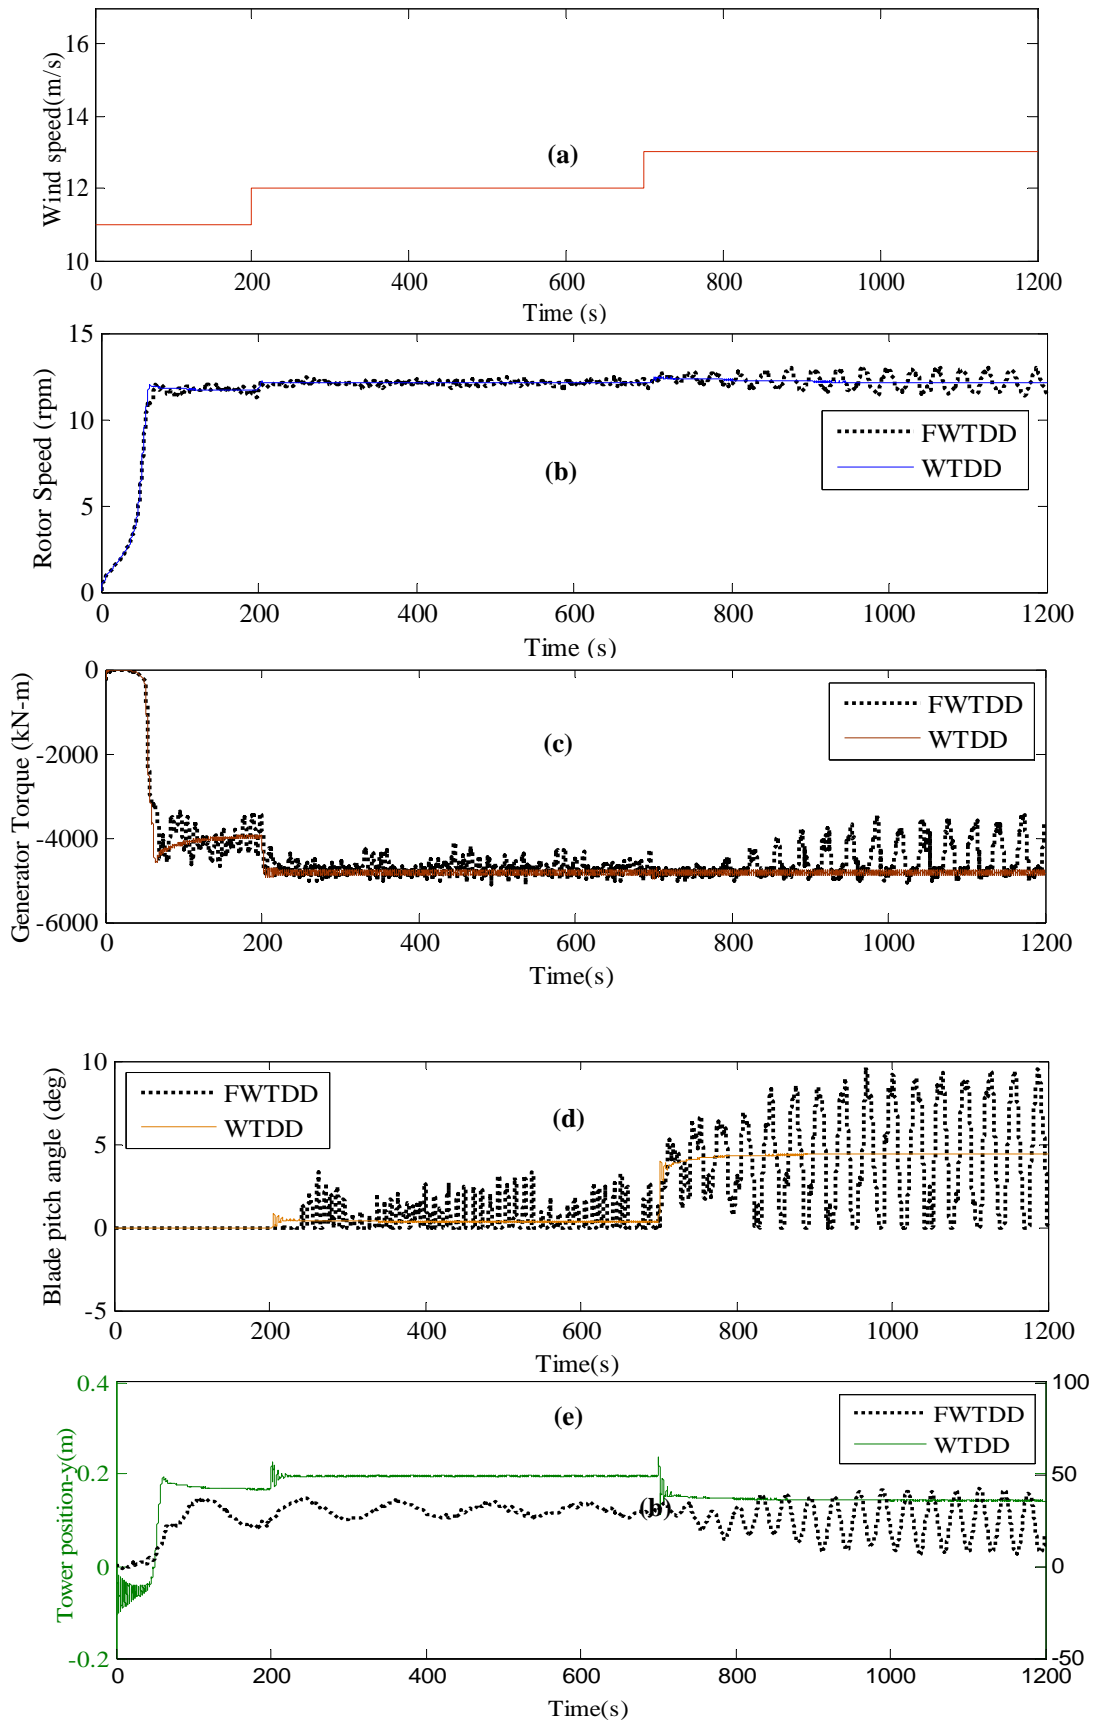 16
14
12
10
Wind speed(m/s)
(a)
0 200 400 600 800 1000 1200
Time (s)
15
10
5
0
Rotor Speed (rpm)
FWTDD
WTDD
(b)
0 200 400 600 800 1000 1200
Time (s)
0
-2000
-4000
-6000
Generator Torque (kN-m)
FWTDD
WTDD
(c)
0 200 400 600 800 1000 1200
Time(s)
10
5
0
-5
Blade pitch angle (deg)
FWTDD
WTDD
(d)
0 200 400 600 800 1000 1200
Time(s)
0.4
0.2
0
-0.2
Tower position-y(m)
(e)
FWTDD
WTDD
(b)
100
50
0
-50
0 200 400 600 800 1000 1200
Time(s)